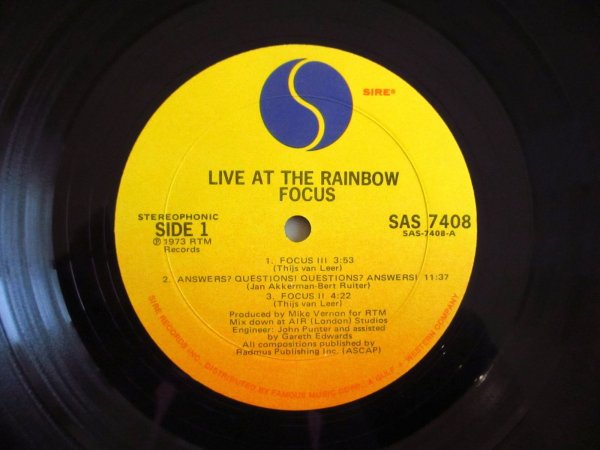 SIRE®
LIVE AT THE RAINBOW
FOCUS
STEREOPHONIC
SIDE 1
℗ 1973 RTM
Records
SAS 7408
SAS-7408-A
1. FOCUS III 3:53
(Thijs van Leer)
2. ANSWERS? QUESTIONS! QUESTIONS? ANSWERS! 11:37
(Jan Akkerman-Bert Ruiter)
3. FOCUS II 4:22
(Thijs van Leer)
Produced by Mike Vernon for RTM
Mix down at AIR (London) Studios
Engineer: John Punter and assisted
by Gareth Edwards
All compositions published by
Radmus Publishing Inc. (ASCAP)
SIRE RECORDS INC., DISTRIBUTED BY FAMOUS MUSIC CORP., A GULF + WESTERN COMPANY